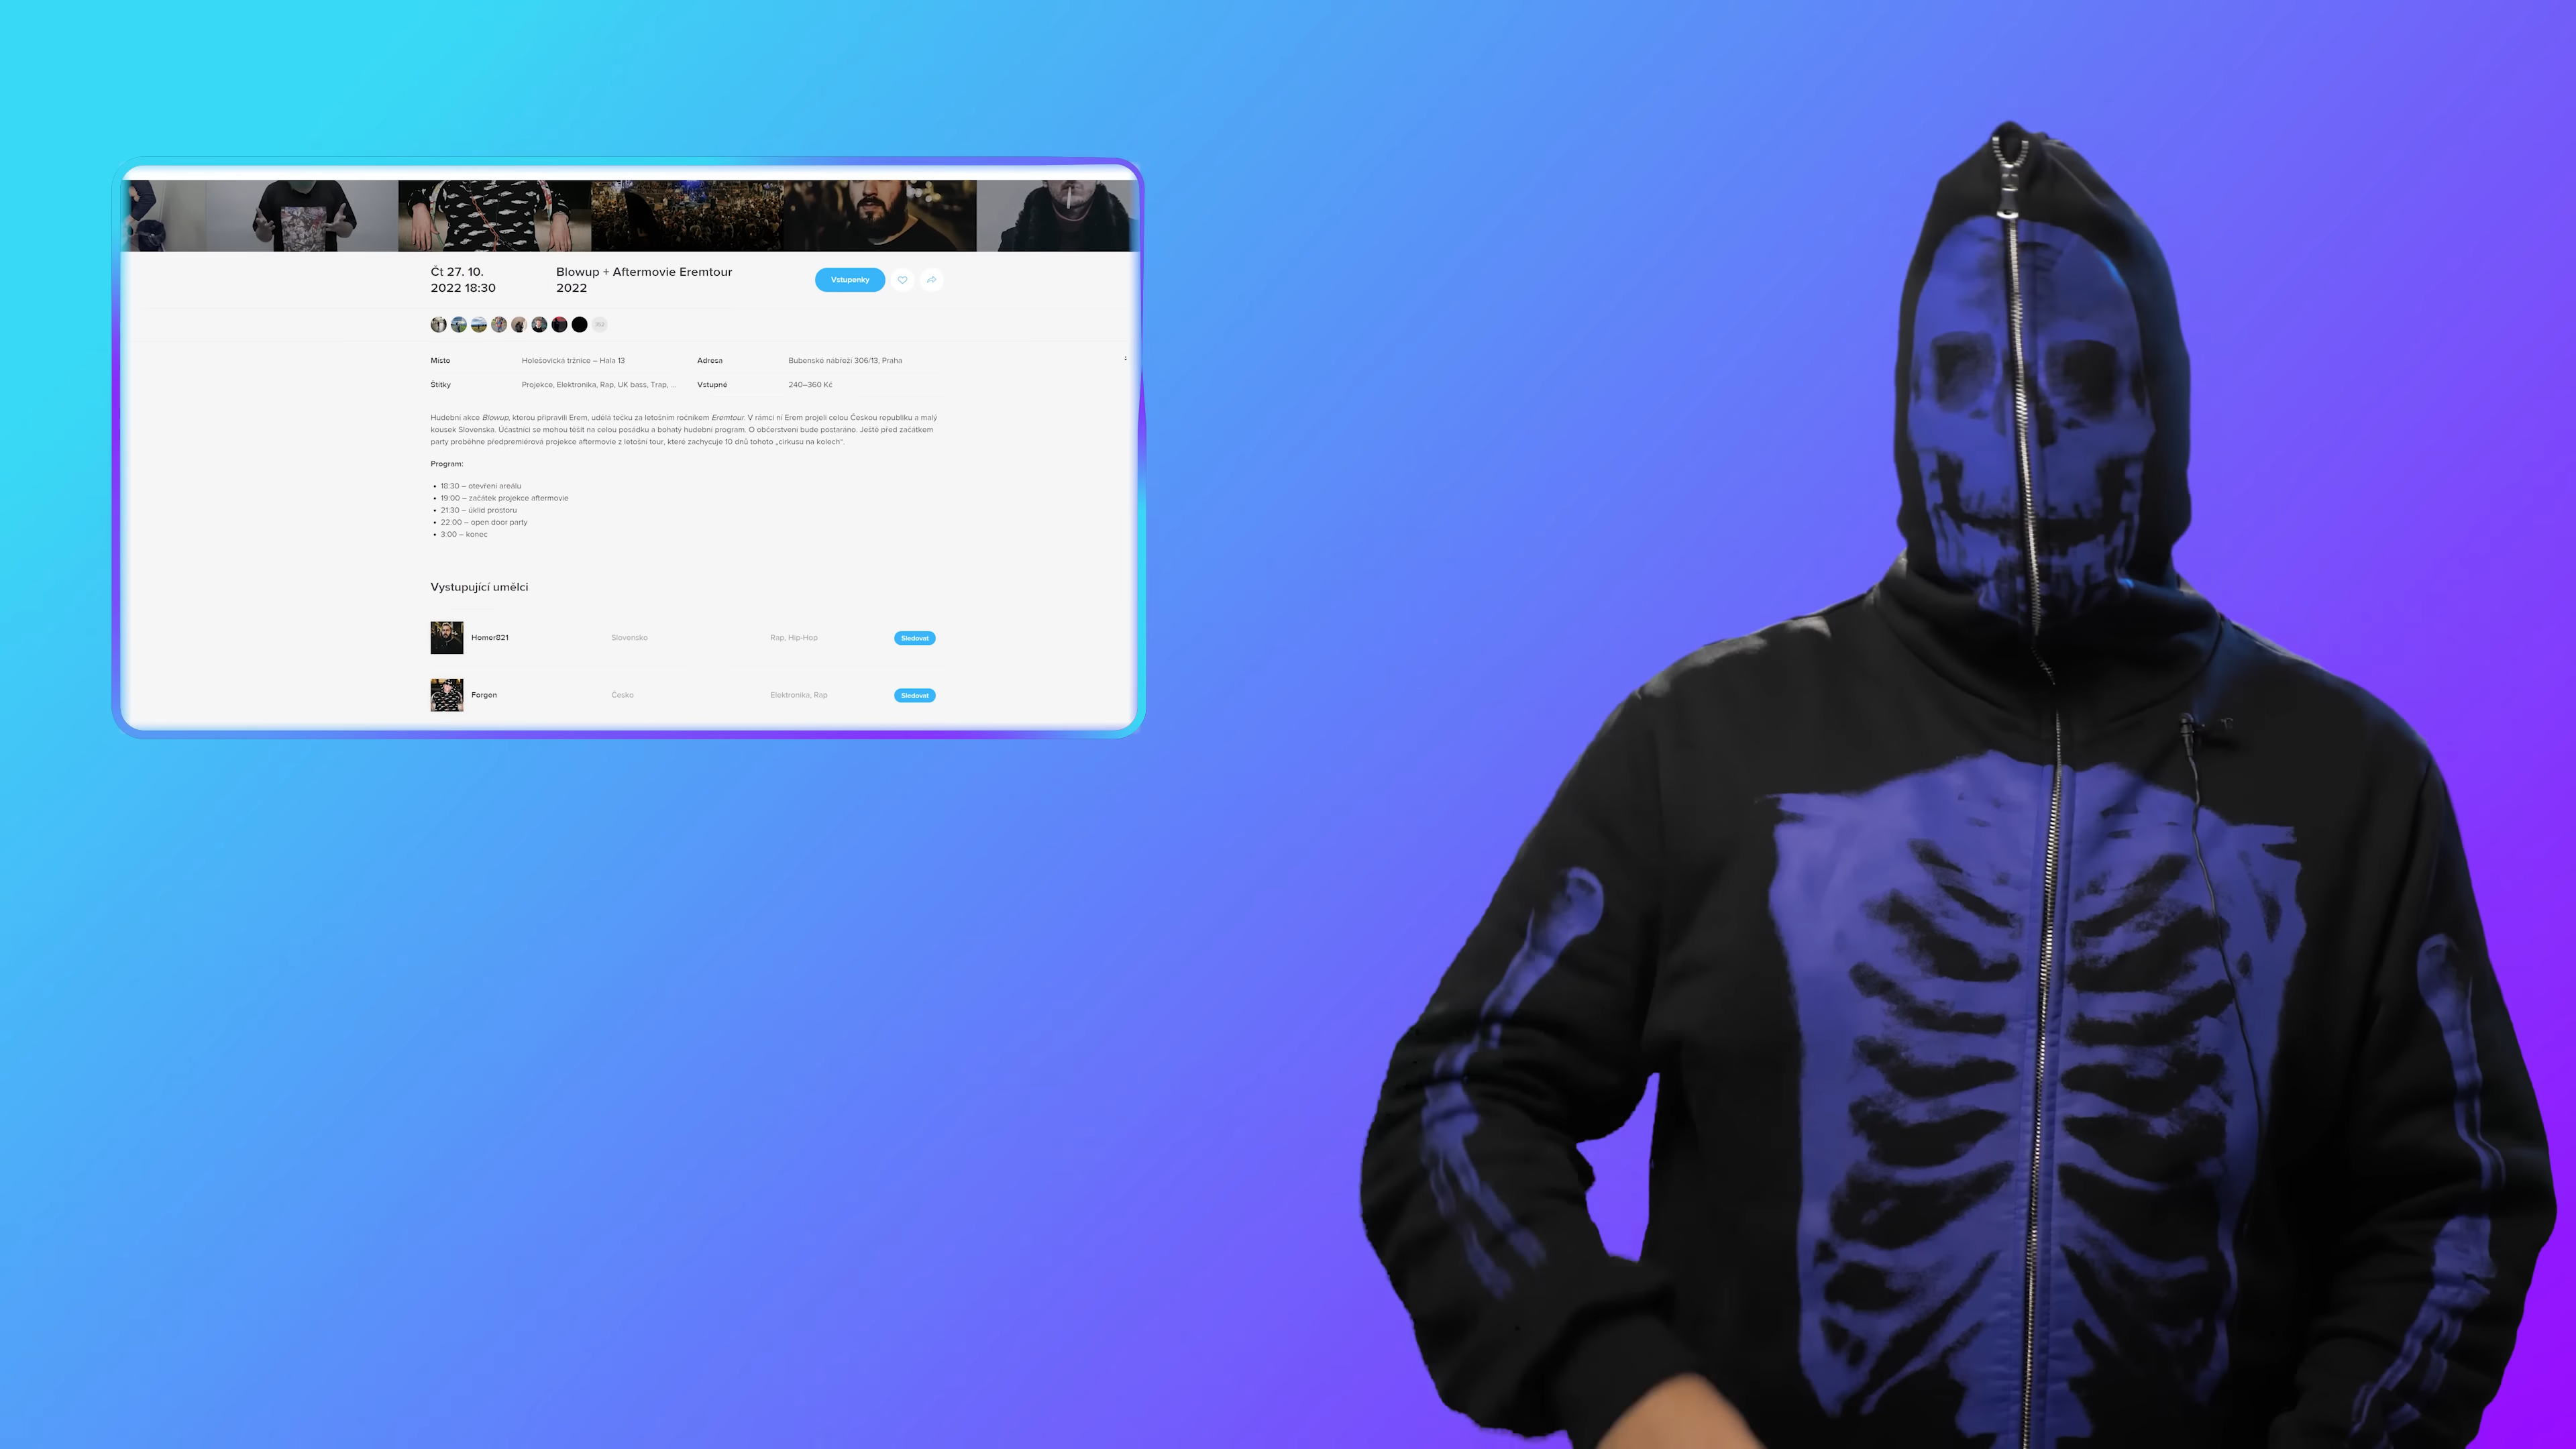 Čt 27. 10.
2022 18:30
Blowup + Aftermovie Eremtour
2022
Vstupenky
Místo
Holešovická tržnice – Hala 13
Adresa
Bubenské nábřeží 306/13, Praha
Štítky
Projekce, Elektronika, Rap, UK bass, Trap, ...
Vstupné
240–360 Kč
Hudební akce Blowup, kterou připravili Erem, udělá tečku za letošním ročníkem Eremtour. V rámci ní Erem projeli celou Českou republiku a malý
kousek Slovenska. Účastníci se mohou těšit na celou posádku a bohatý hudební program. O občerstvení bude postaráno. Ještě před začátkem
party proběhne předpremiérová projekce aftermovie z letošní tour, které zachycuje 10 dnů tohoto „cirkusu na kolech“.
Program:
• 18:30 – otevření areálu
• 19:00 – začátek projekce aftermovie
• 21:30 – úklid prostoru
• 22:00 – open door party
• 3:00 – konec
Vystupující umělci
Homer821
Slovensko
Rap, Hip-Hop
Sledovat
Forgen
Česko
Elektronika, Rap
Sledovat